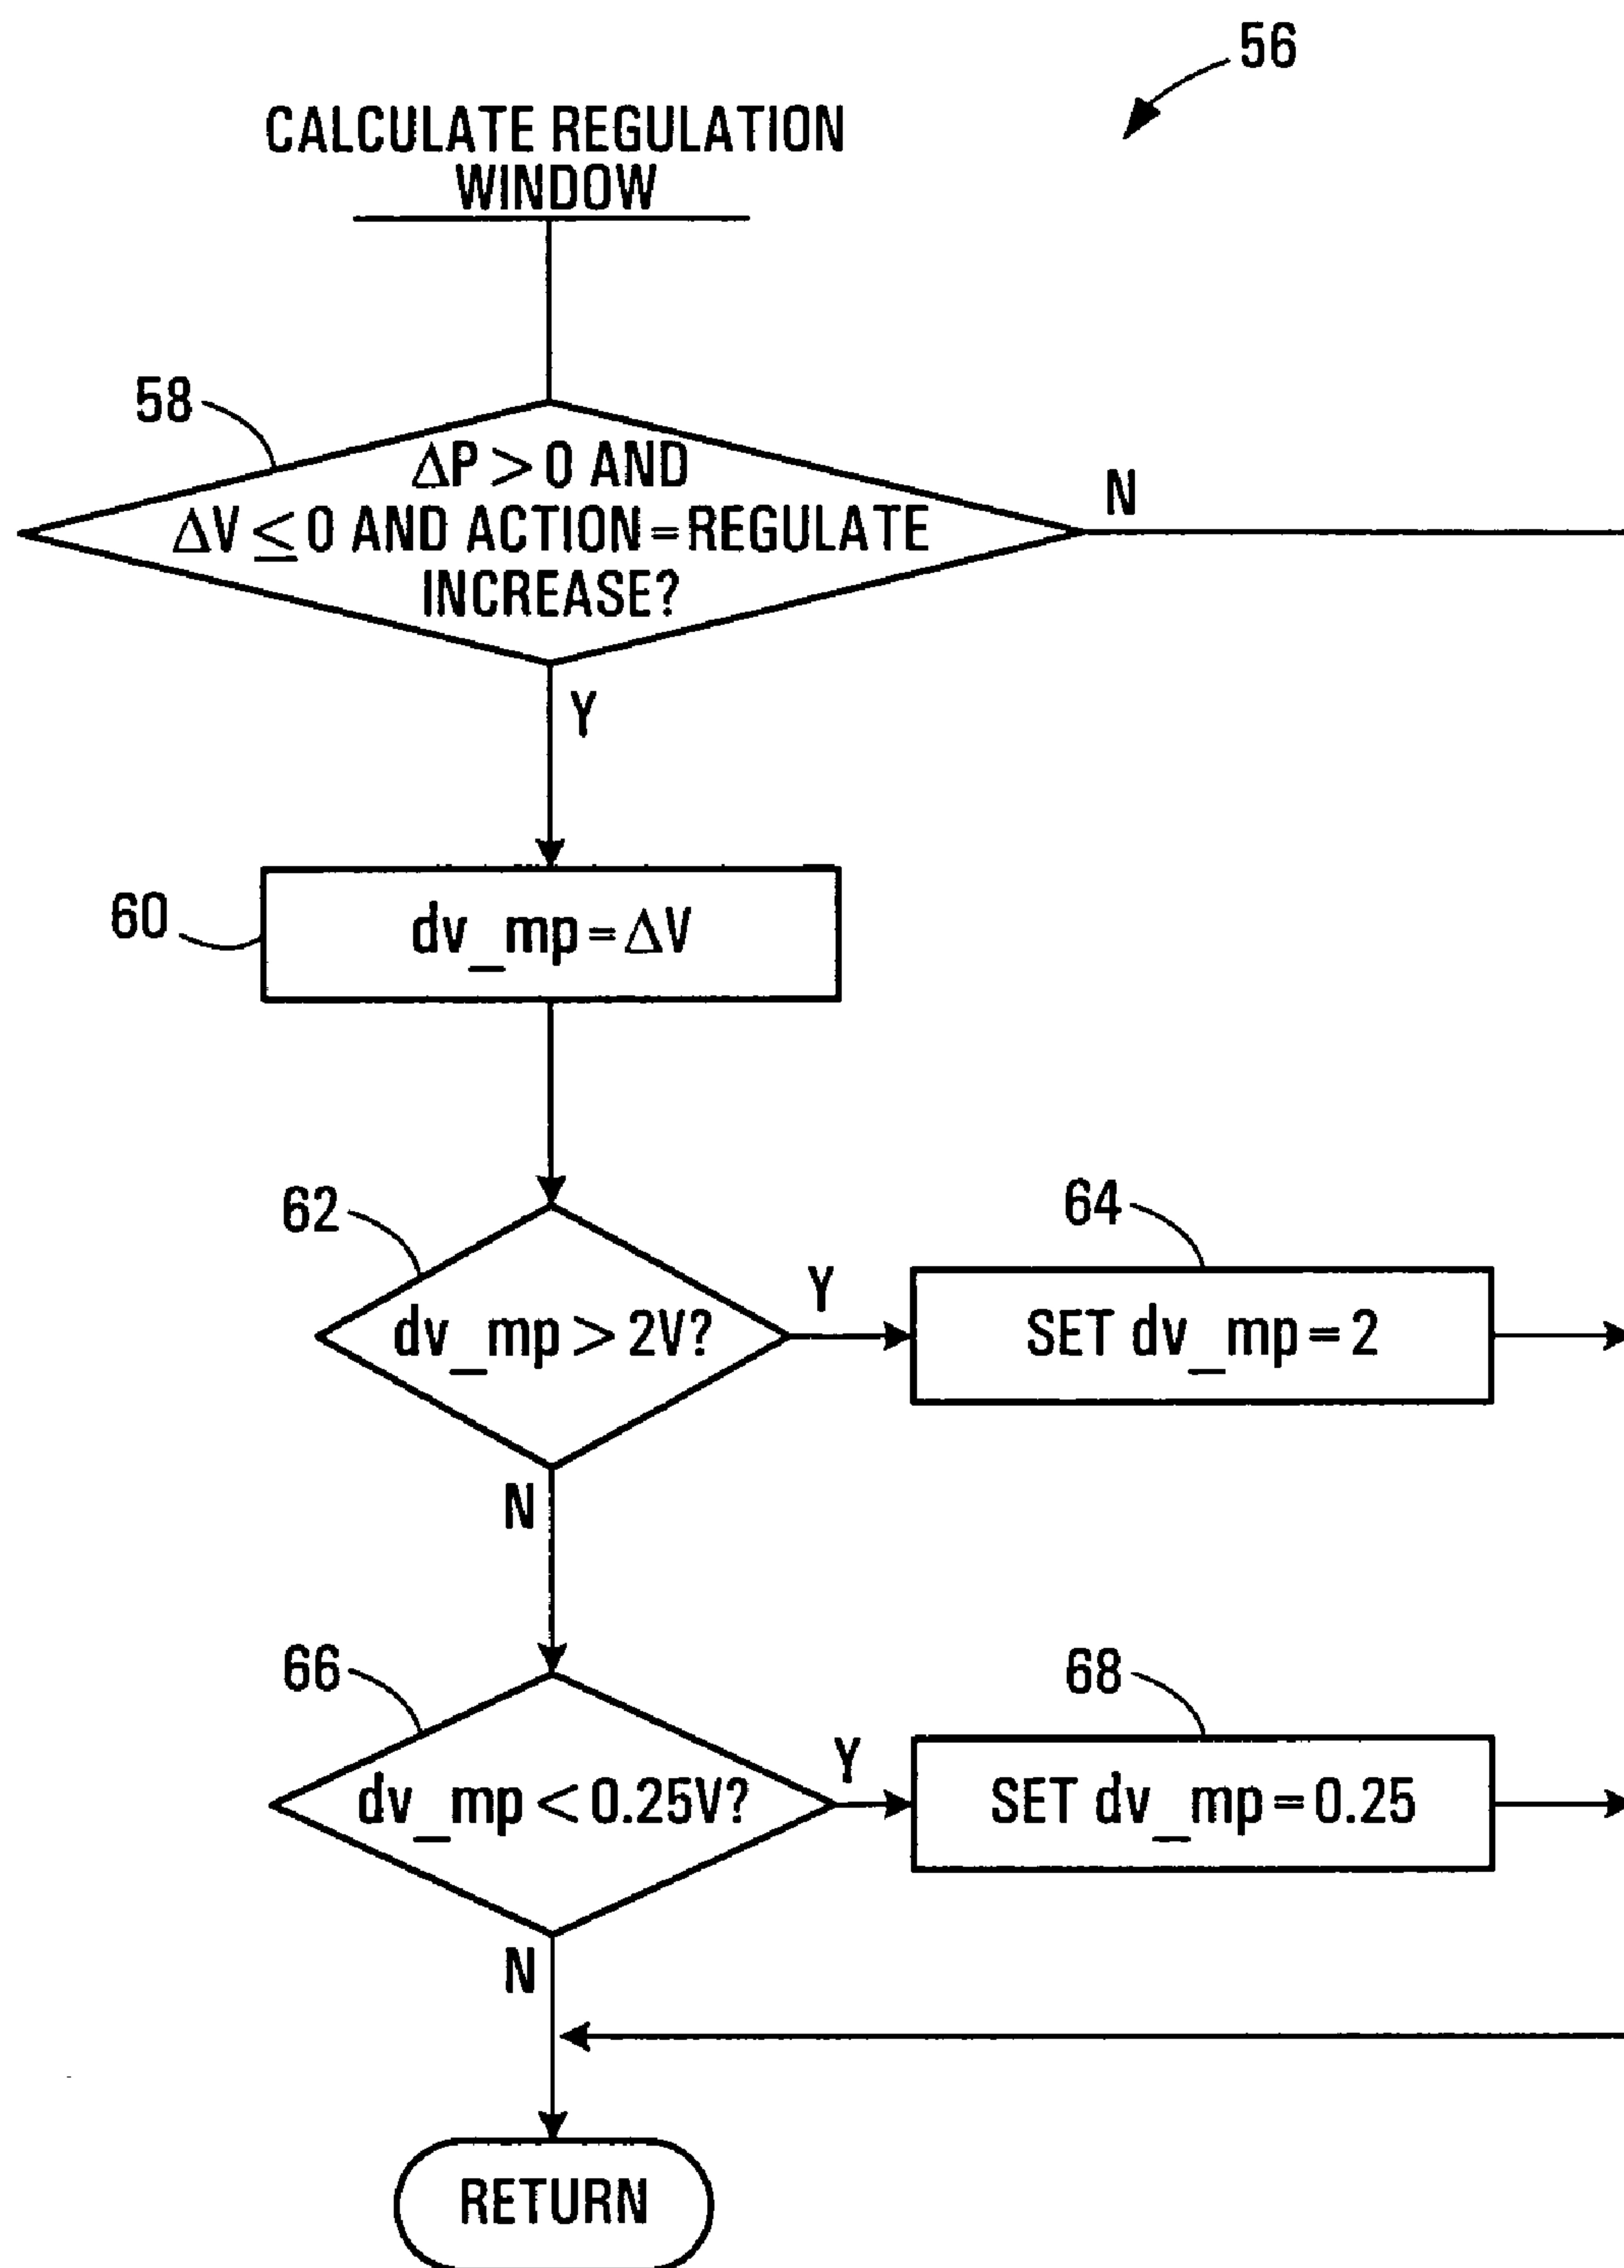 56
CALCULATE REGULATION
WINDOW
58
ΔP > 0 AND
ΔV ≤ 0 AND ACTION = REGULATE
INCREASE?
N
Y
60
dv_mp = ΔV
62
dv_mp > 2V?
Y
64
SET dv_mp = 2
N
66
dv_mp < 0.25V?
Y
68
SET dv_mp = 0.25
N
RETURN